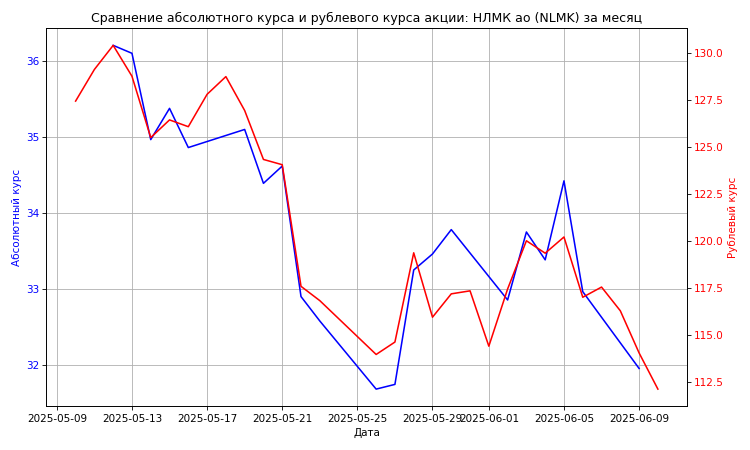 Сравнение абсолютного курса и рублевого курса акции: НЛМК ао (NLMK) за месяц
36
35
34
33
32
Абсолютный курс
130.0
127.5
125.0
122.5
120.0
117.5
115.0
112.5
Рублевый курс
2025-05-09 2025-05-13 2025-05-17 2025-05-21 2025-05-25 2025-05-29 2025-06-01 2025-06-05 2025-06-09
Дата